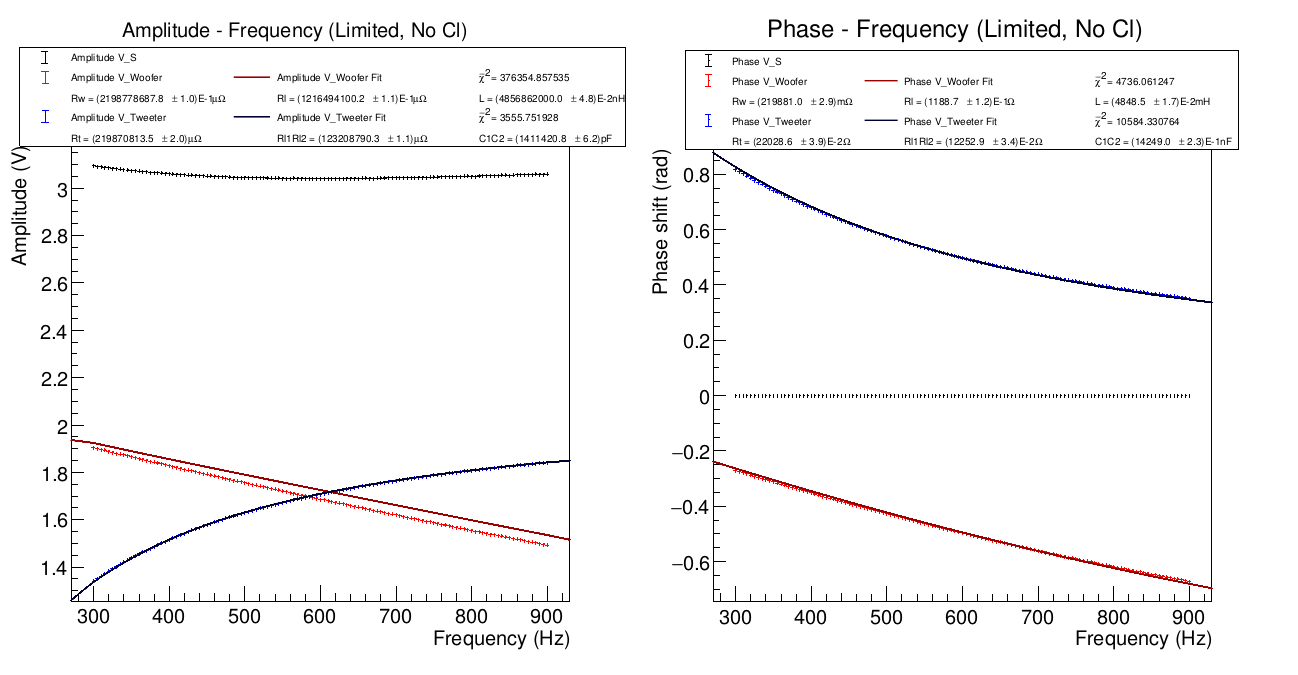 Amplitude - Frequency (Limited, No Cl)
Amplitude V_S
Amplitude V_Woofer Amplitude V_Woofer Fit χ̅²= 376354.857535
Rw = (2198778687.8 ± 1.0)E-1μΩ Rl = (1216494100.2 ± 1.1)E-1μΩ L = (4856862000.0 ± 4.8)E-2nH
Amplitude V_Tweeter Amplitude V_Tweeter Fit χ̅²= 3555.751928
Rt = (219870813.5 ± 2.0)μΩ Rl1Rl2 = (123208790.3 ± 1.1)μΩ C1C2 = (1411420.8 ± 6.2)pF
Amplitude (V)
3
2.8
2.6
2.4
2.2
2
1.8
1.6
1.4
300 400 500 600 700 800 900
Frequency (Hz)
Phase - Frequency (Limited, No Cl)
Phase V_S
Phase V_Woofer Phase V_Woofer Fit χ̅²= 4736.061247
Rw = (219881.0 ± 2.9)mΩ Rl = (1188.7 ± 1.2)E-1Ω L = (4848.5 ± 1.7)E-2mH
Phase V_Tweeter Phase V_Tweeter Fit χ̅²= 10584.330764
Rt = (22028.6 ± 3.9)E-2Ω Rl1Rl2 = (12252.9 ± 3.4)E-2Ω C1C2 = (14249.0 ± 2.3)E-1nF
Phase shift (rad)
0.8
0.6
0.4
0.2
0
−0.2
−0.4
−0.6
300 400 500 600 700 800 900
Frequency (Hz)